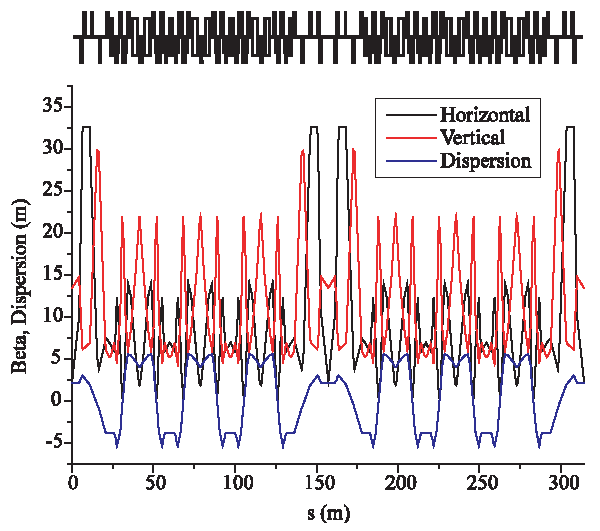 Horizontal
Vertical
Dispersion
Beta, Dispersion (m)
35
30
25
20
15
10
5
0
-5
0 50 100 150 200 250 300
s (m)